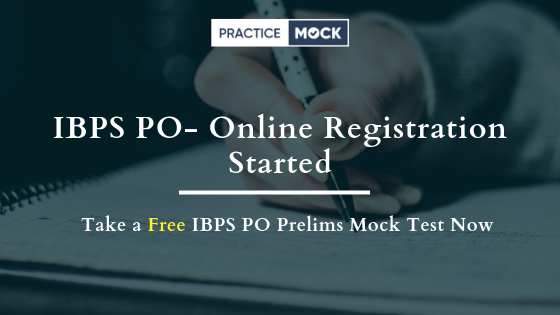 PRACTICE MOCK
IBPS PO- Online Registration
Started
Take a Free IBPS PO Prelims Mock Test Now